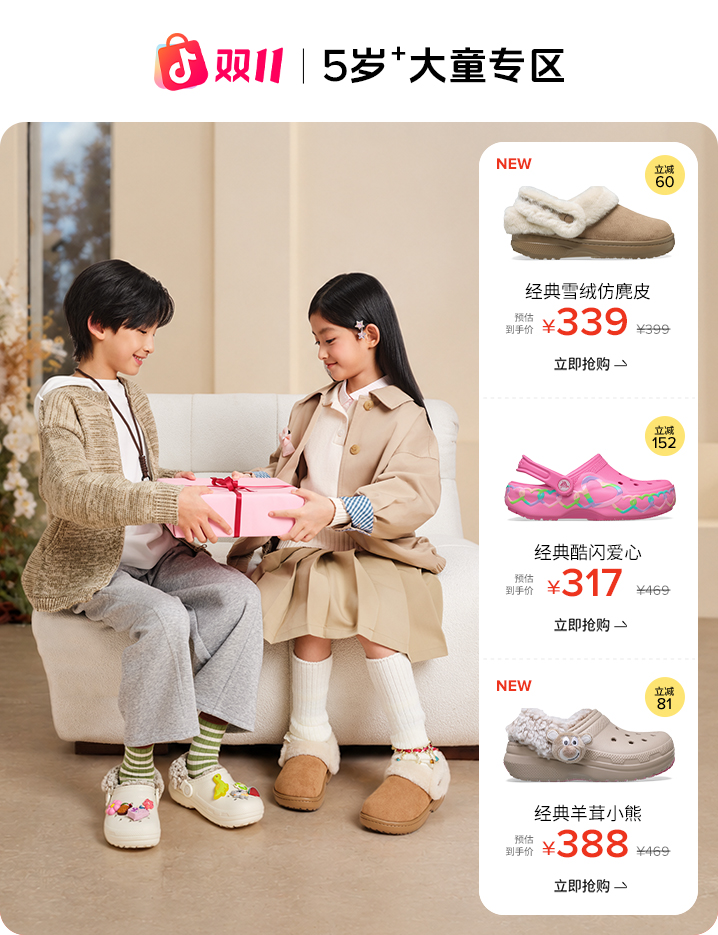 双11 | 5岁+大童专区
NEW
立减
60
经典雪绒仿麂皮
预估
到手价 ¥339 ¥399
立即抢购
立减
152
经典酷闪爱心
预估
到手价 ¥317 ¥469
立即抢购
NEW
立减
81
经典羊茸小熊
预估
到手价 ¥388 ¥469
立即抢购